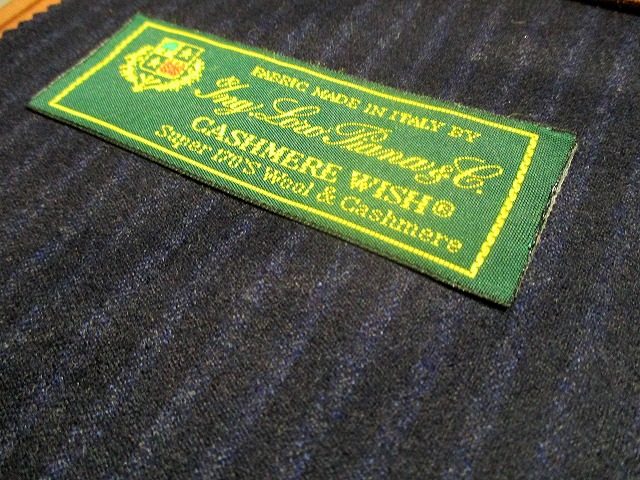 FABRIC MADE IN ITALY BY
Ing. Loro Piana & C.
CASHMERE WISH®
Super 170'S Wool & Cashmere